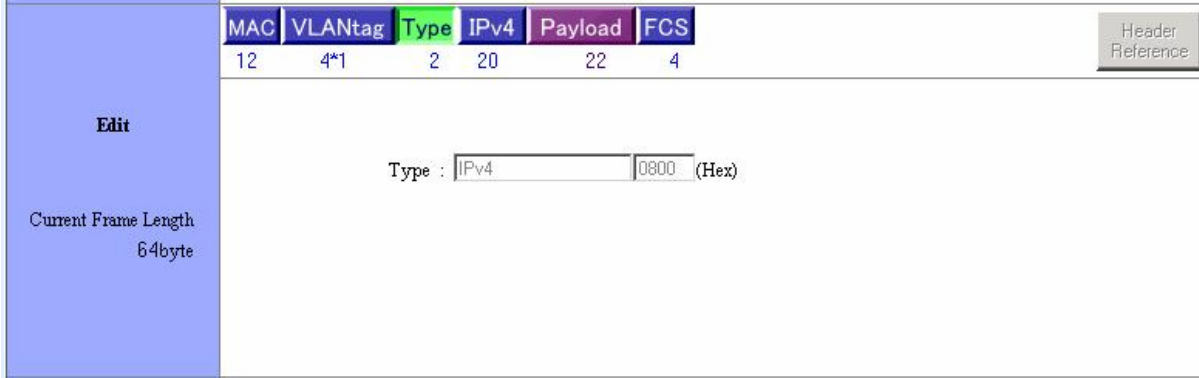 MAC VLANtag Type IPv4 Payload FCS
12 4*1 2 20 22 4
Header
Reference
Edit
Type : IPv4 0800 (Hex)
Current Frame Length
64byte